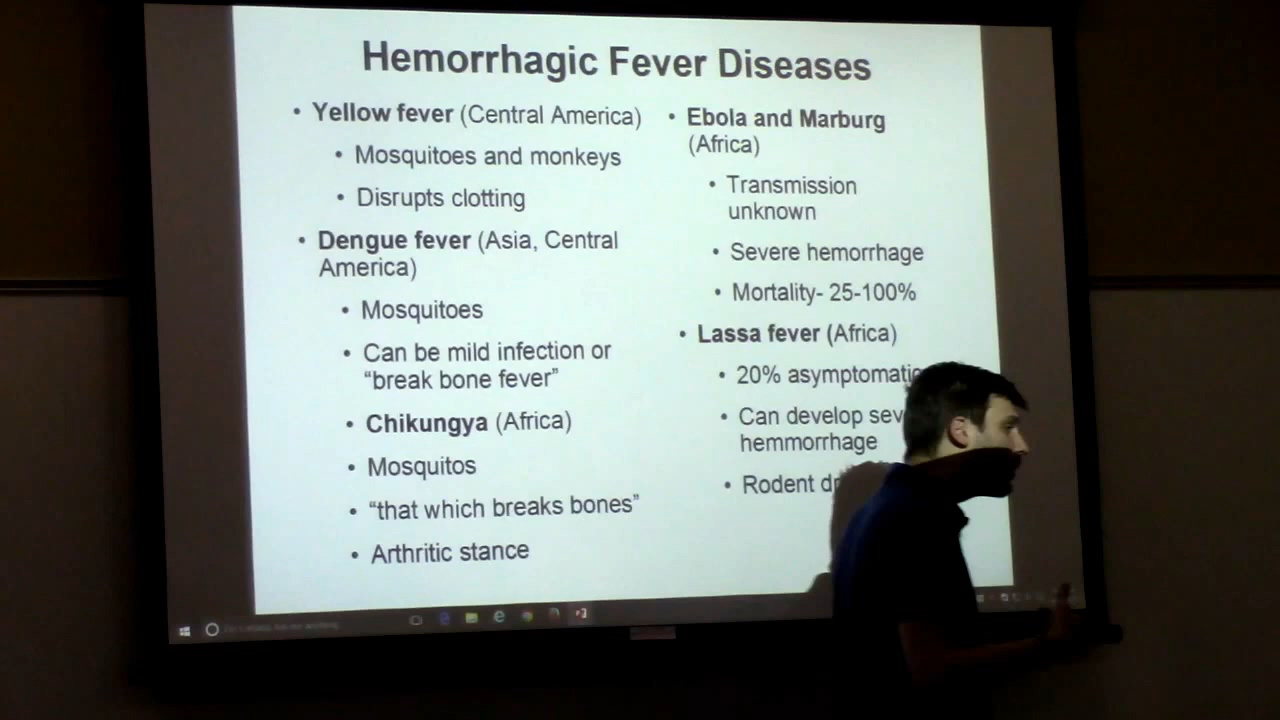 Hemorrhagic Fever Diseases
• Yellow fever (Central America)
• Mosquitoes and monkeys
• Disrupts clotting
• Dengue fever (Asia, Central
America)
• Mosquitoes
• Can be mild infection or
“break bone fever”
• Chikungya (Africa)
• Mosquitos
• “that which breaks bones”
• Arthritic stance
• Ebola and Marburg
(Africa)
• Transmission
unknown
• Severe hemorrhage
• Mortality- 25-100%
• Lassa fever (Africa)
• 20% asymptomatic
• Can develop sev
hemmorrhage
• Rodent dr